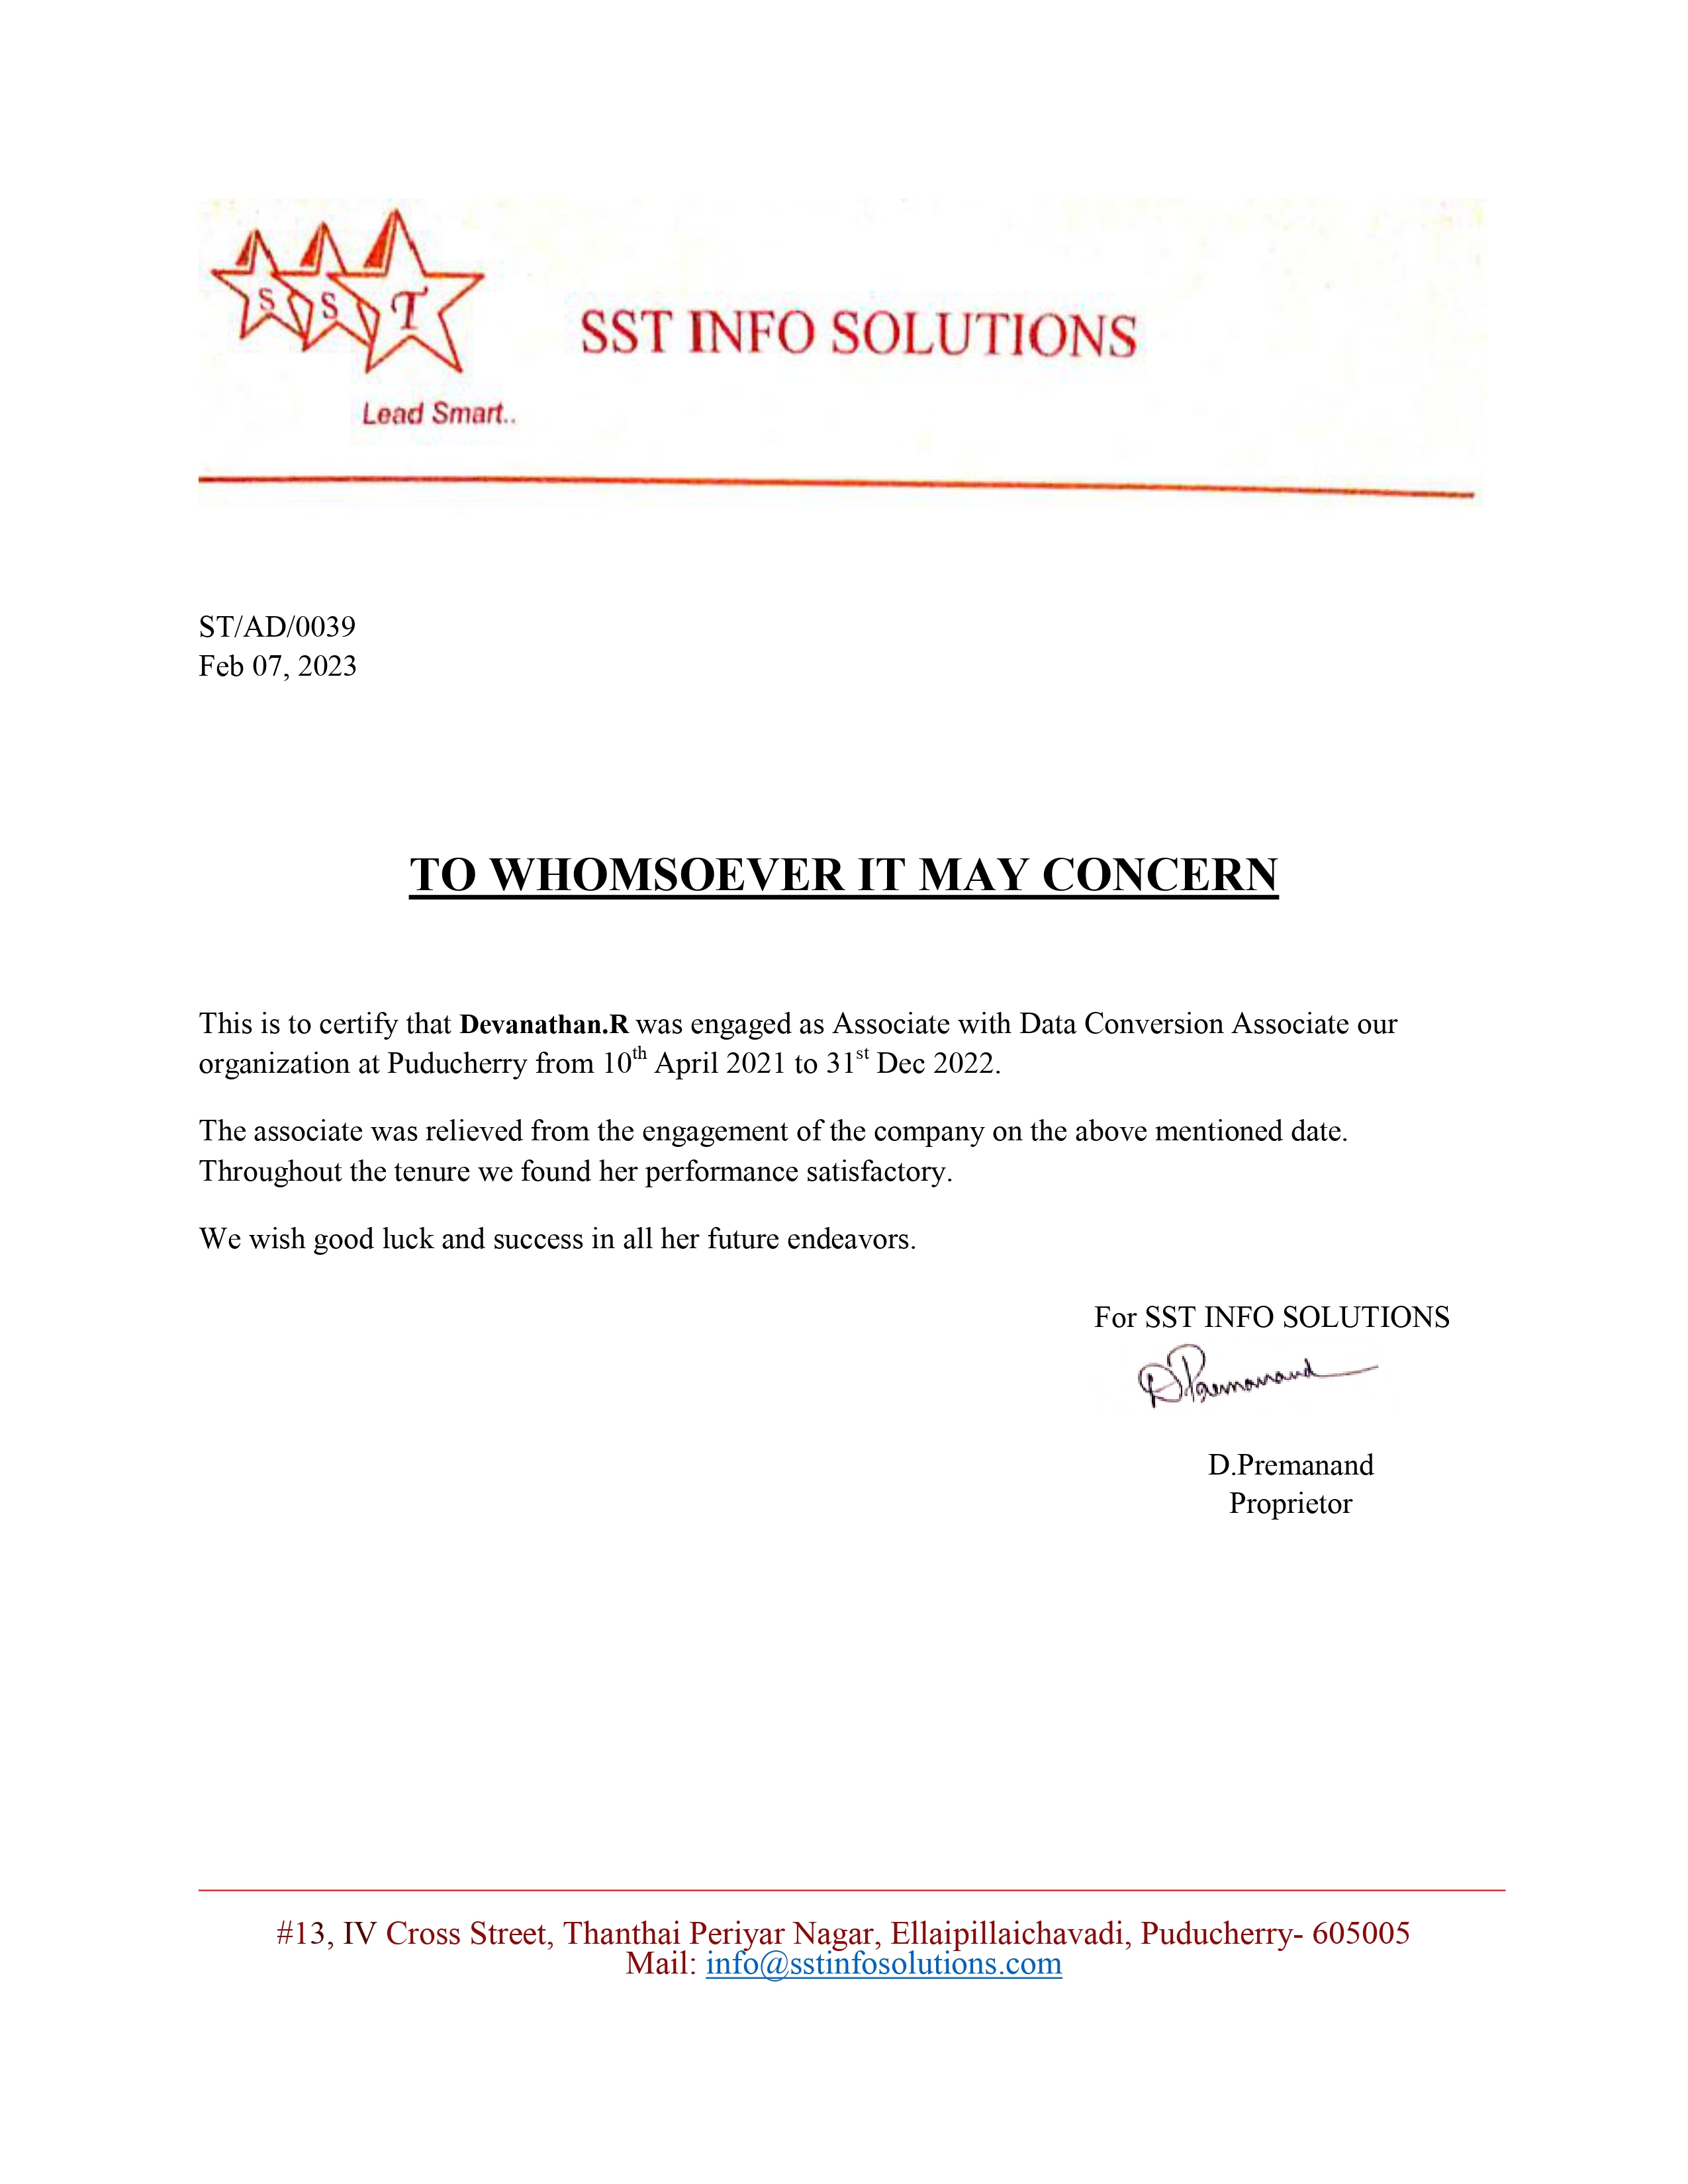 S S T
SST INFO SOLUTIONS
Lead Smart..
ST/AD/0039
Feb 07, 2023
TO WHOMSOEVER IT MAY CONCERN
This is to certify that Devanathan.R was engaged as Associate with Data Conversion Associate our
organization at Puducherry from 10th April 2021 to 31st Dec 2022.
The associate was relieved from the engagement of the company on the above mentioned date.
Throughout the tenure we found her performance satisfactory.
We wish good luck and success in all her future endeavors.
For SST INFO SOLUTIONS
D.Premanand
D.Premanand
Proprietor
#13, IV Cross Street, Thanthai Periyar Nagar, Ellaipillaichavadi, Puducherry- 605005
Mail: info@sstinfosolutions.com